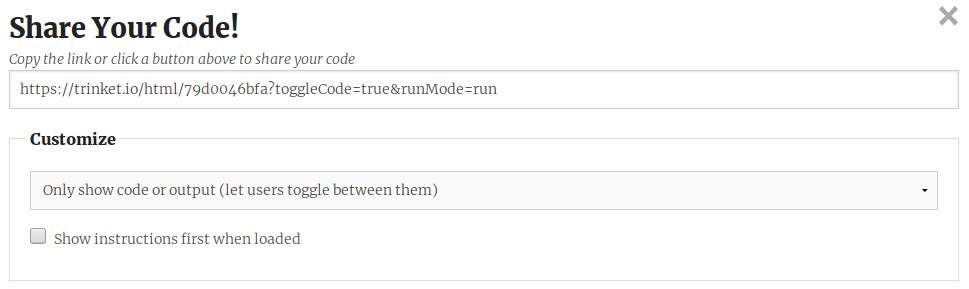 Share Your Code!
Copy the link or click a button above to share your code
https://trinket.io/html/79d0046bfa?toggleCode=true&runMode=run
Customize
Only show code or output (let users toggle between them)
Show instructions first when loaded